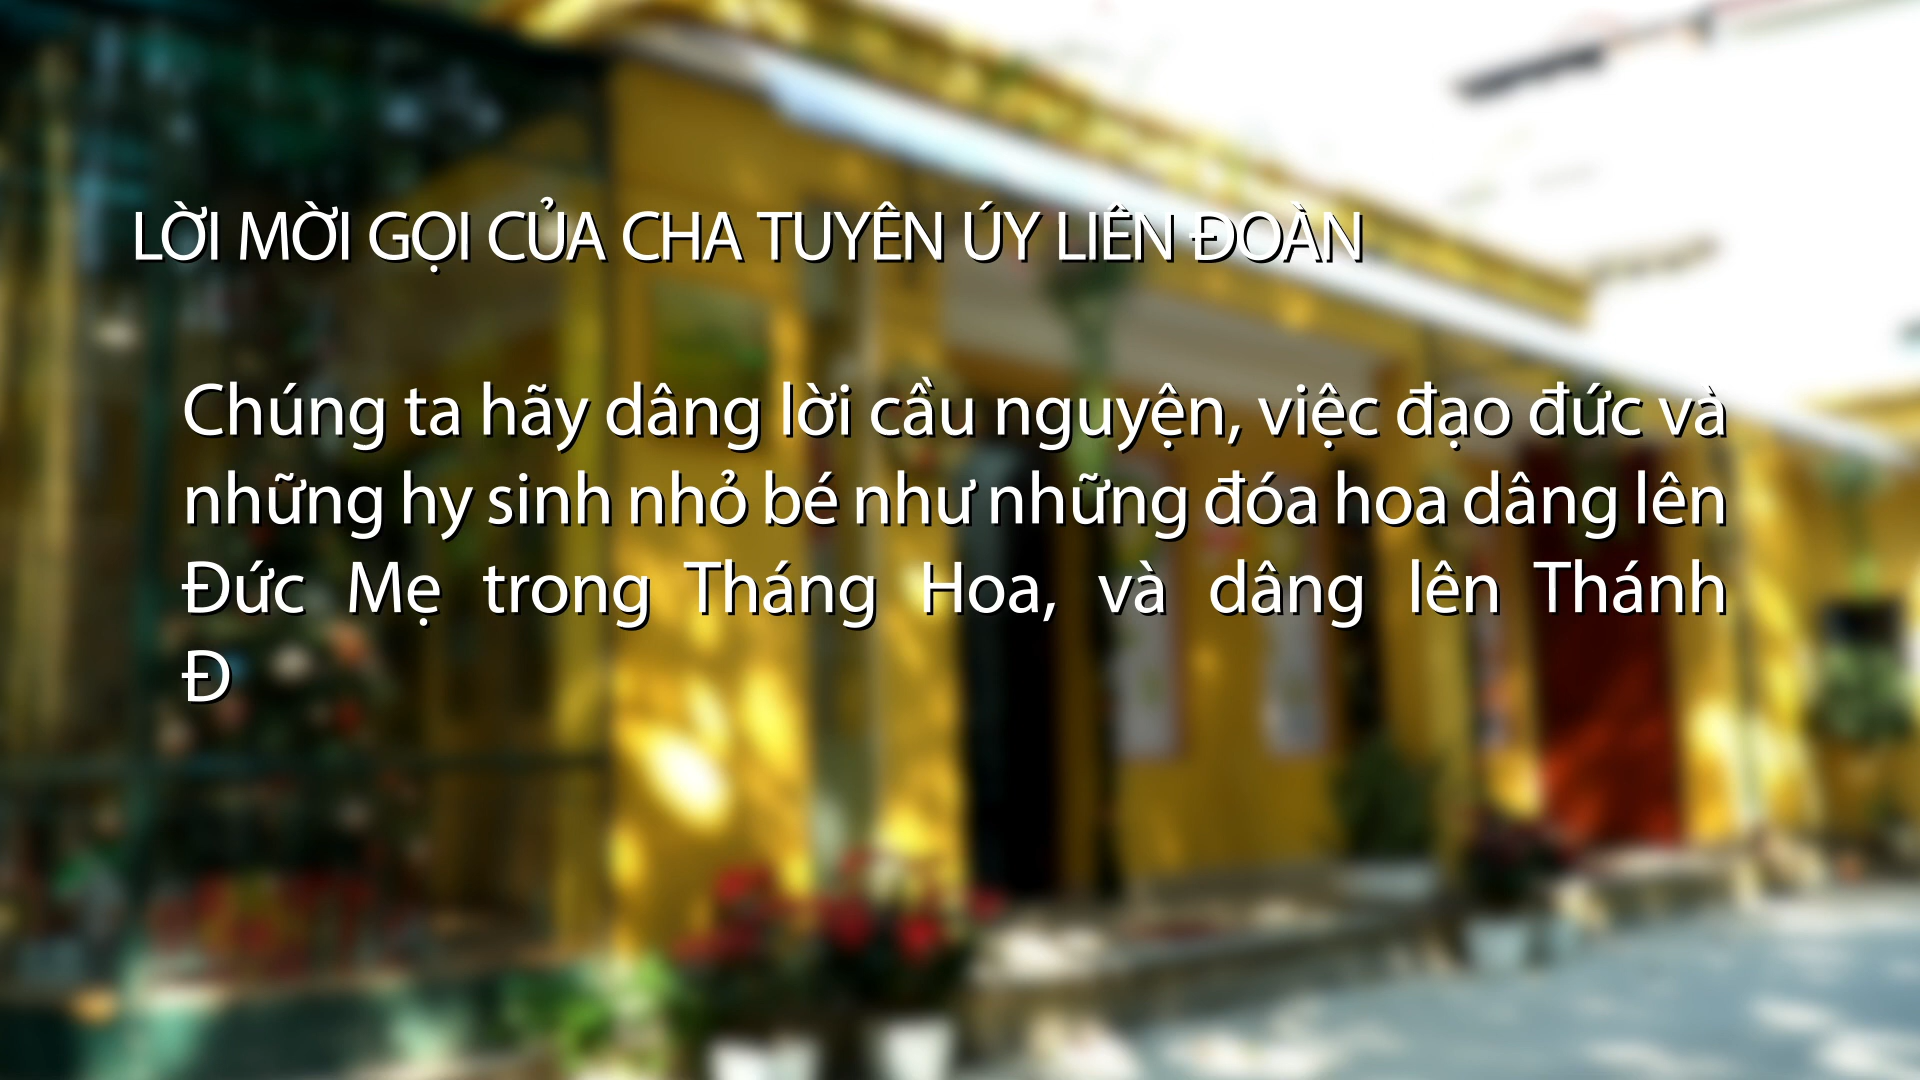 LỜI MỜI GỌI CỦA CHA TUYÊN ÚY LIÊN ĐOÀN
Chúng ta hãy dâng lời cầu nguyện, việc đạo đức và
những hy sinh nhỏ bé như những đóa hoa dâng lên
Đức Mẹ trong Tháng Hoa, và dâng lên Thánh
Đ